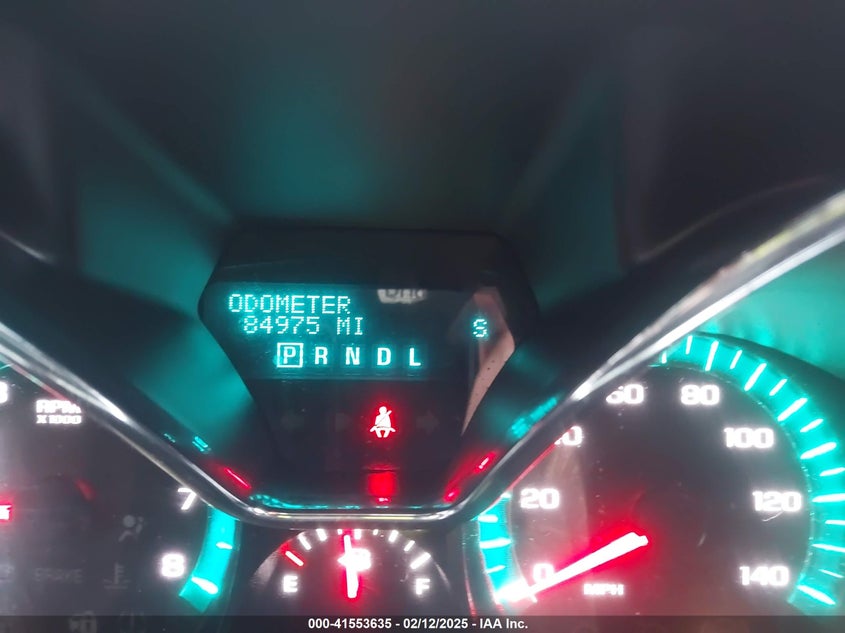 ODOMETER
84975 MI
S
P R N D L
RPM
X1000
60
80
100
7
20
120
8
E
F
0
140
BRAKE
MPH
000-41553635 - 02/12/2025 - IAA Inc.